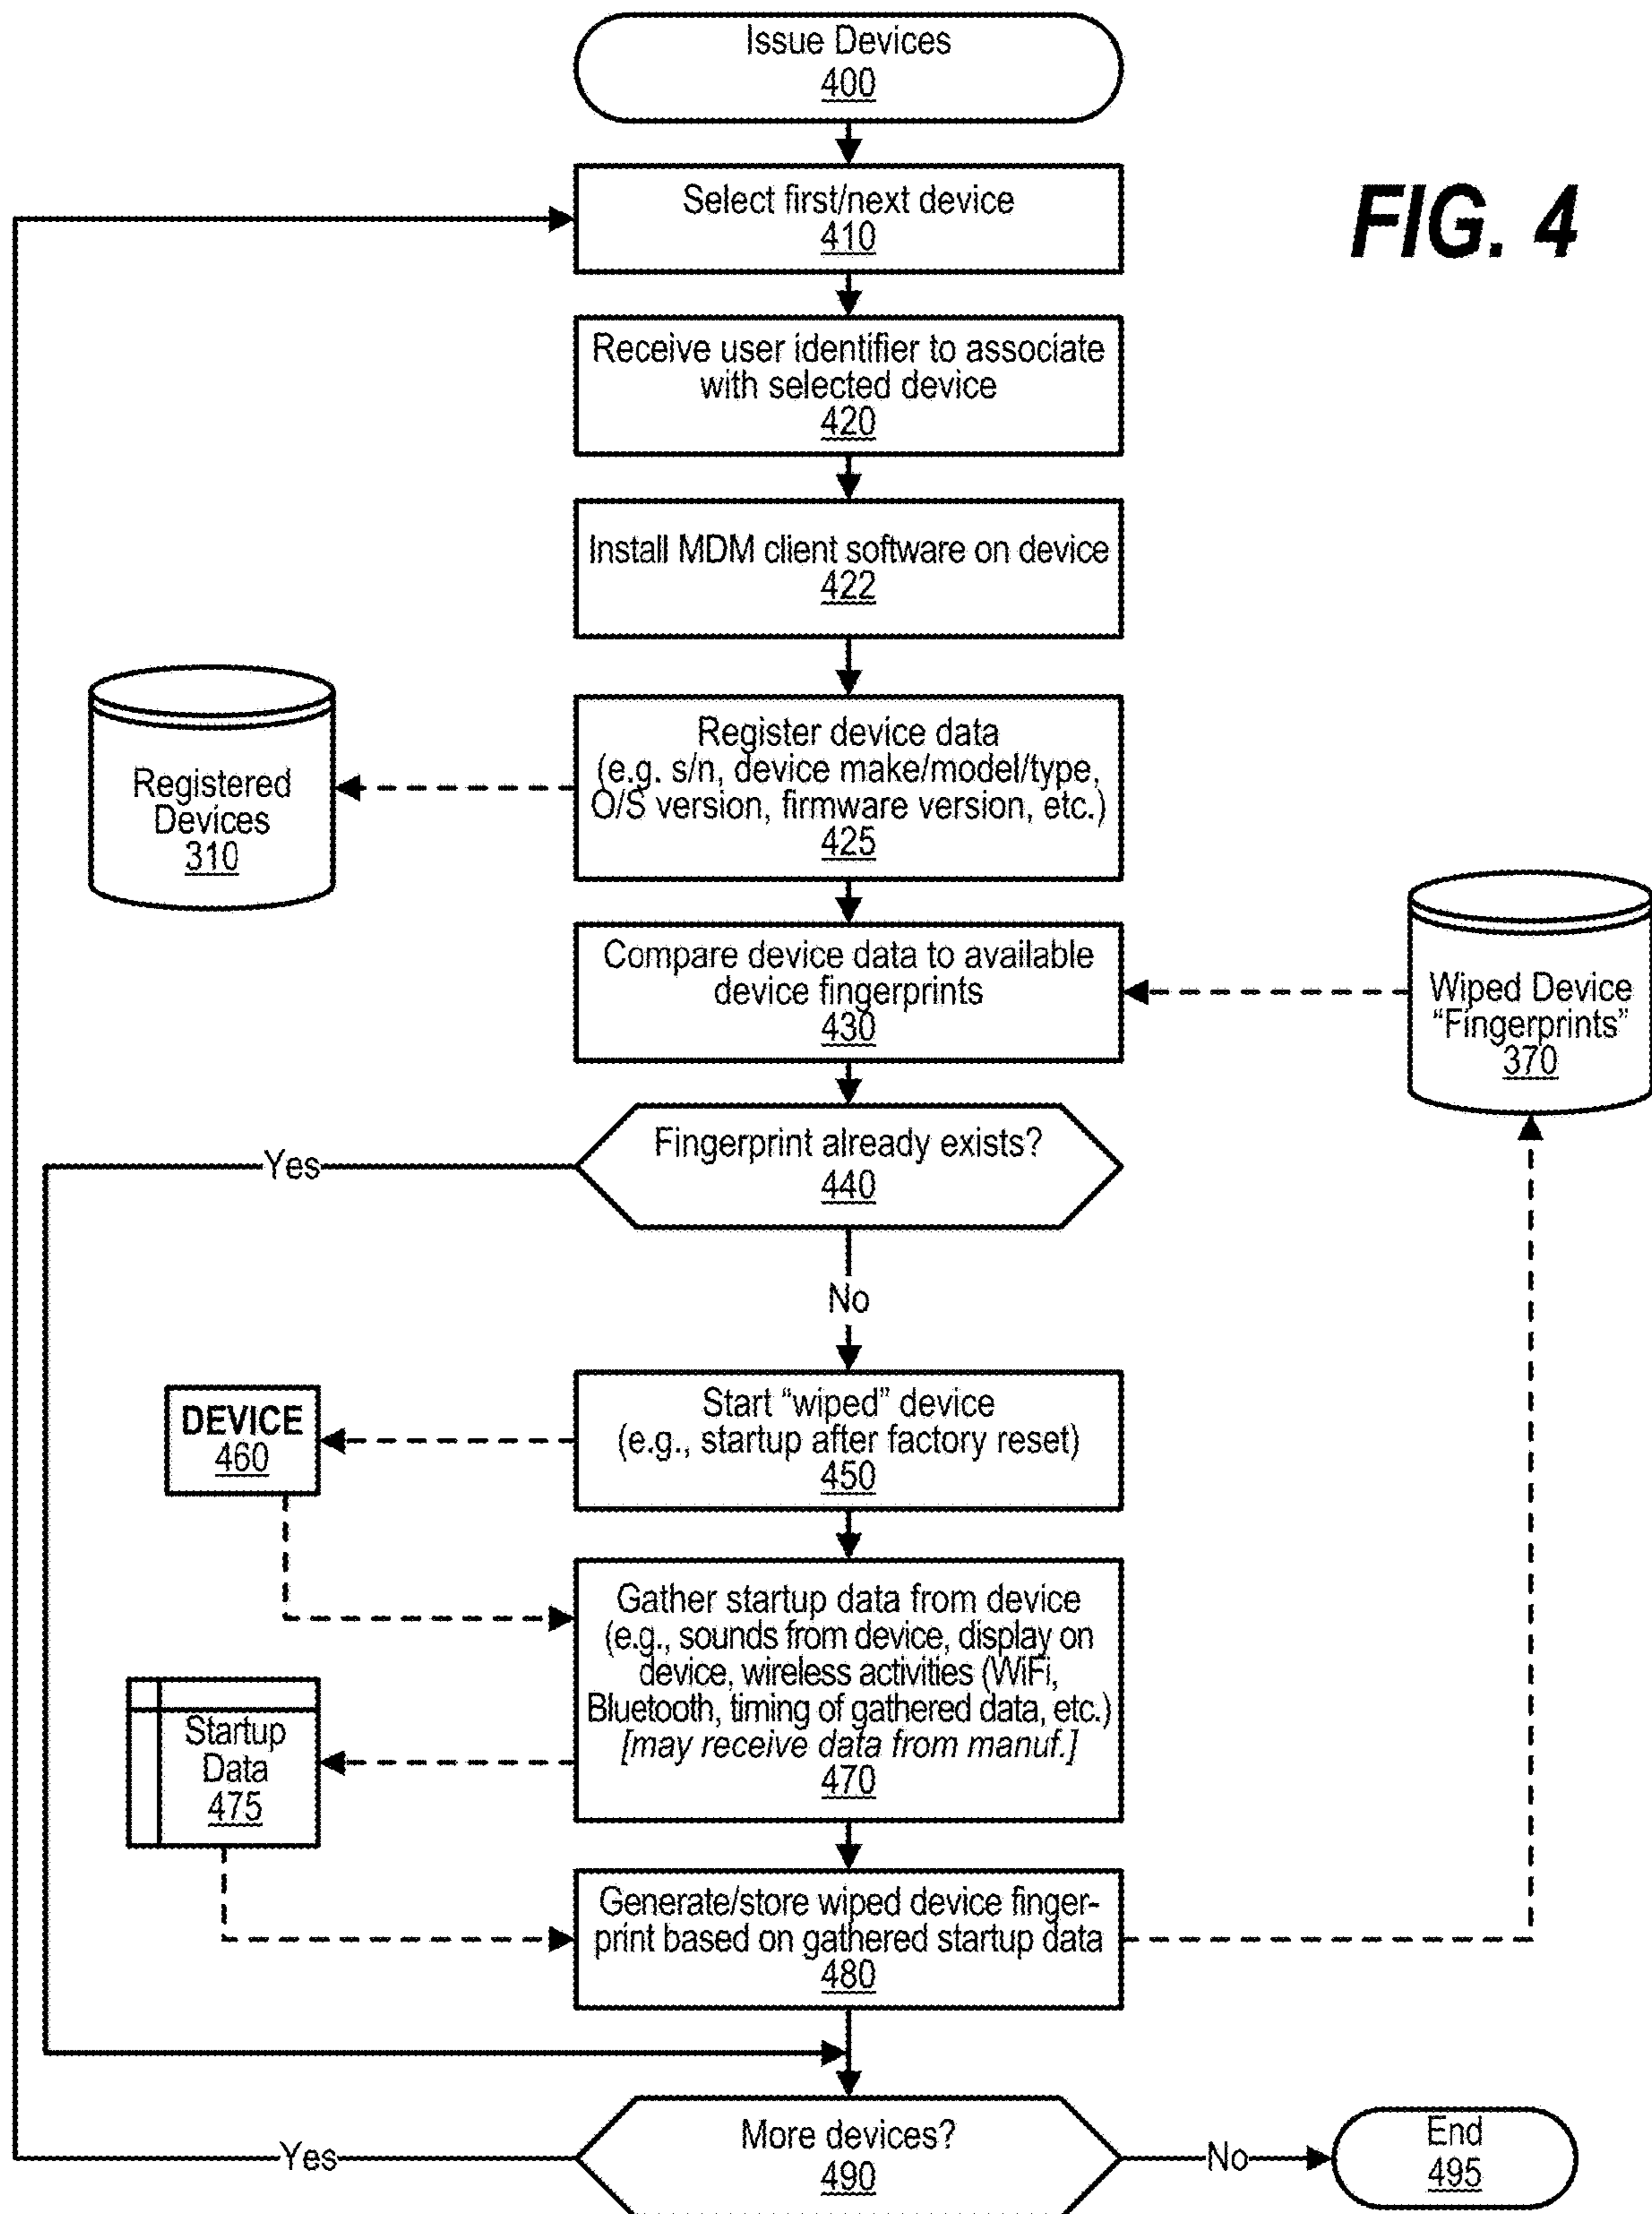 Issue Devices
400
FIG. 4
Select first/next device
410
Receive user identifier to associate
with selected device
420
Install MDM client software on device
422
Register device data
(e.g. s/n, device make/model/type,
O/S version, firmware version, etc.)
425
Registered
Devices
310
Compare device data to available
device fingerprints
430
Wiped Device
“Fingerprints”
370
Fingerprint already exists?
440
Yes
No
Start “wiped” device
(e.g., startup after factory reset)
450
DEVICE
460
Gather startup data from device
(e.g., sounds from device, display on
device, wireless activities (WiFi,
Bluetooth, timing of gathered data, etc.)
[may receive data from manuf.]
470
Startup
Data
475
Generate/store wiped device finger-
print based on gathered startup data
480
More devices?
490
Yes
No
End
495